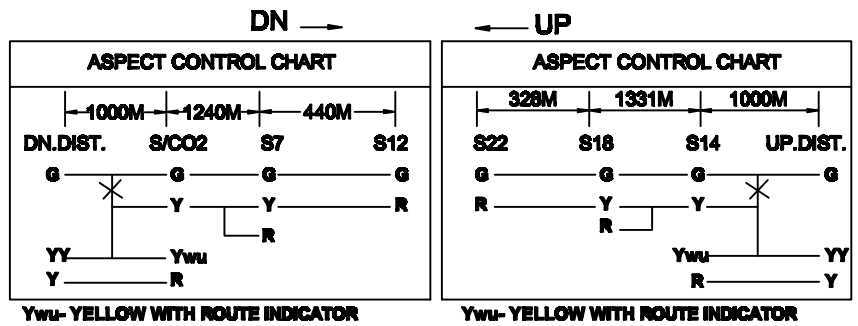 DN UP
ASPECT CONTROL CHART
1000M 1240M 440M
DN.DIST. S/CO2 S7 S12
G G G G
Y Y R
R
YY Ywu
Y R
Ywu- YELLOW WITH ROUTE INDICATOR
ASPECT CONTROL CHART
328M 1331M 1000M
S22 S18 S14 UP.DIST.
G G G G
R Y Y
R
Ywu YY
R Y
Ywu- YELLOW WITH ROUTE INDICATOR